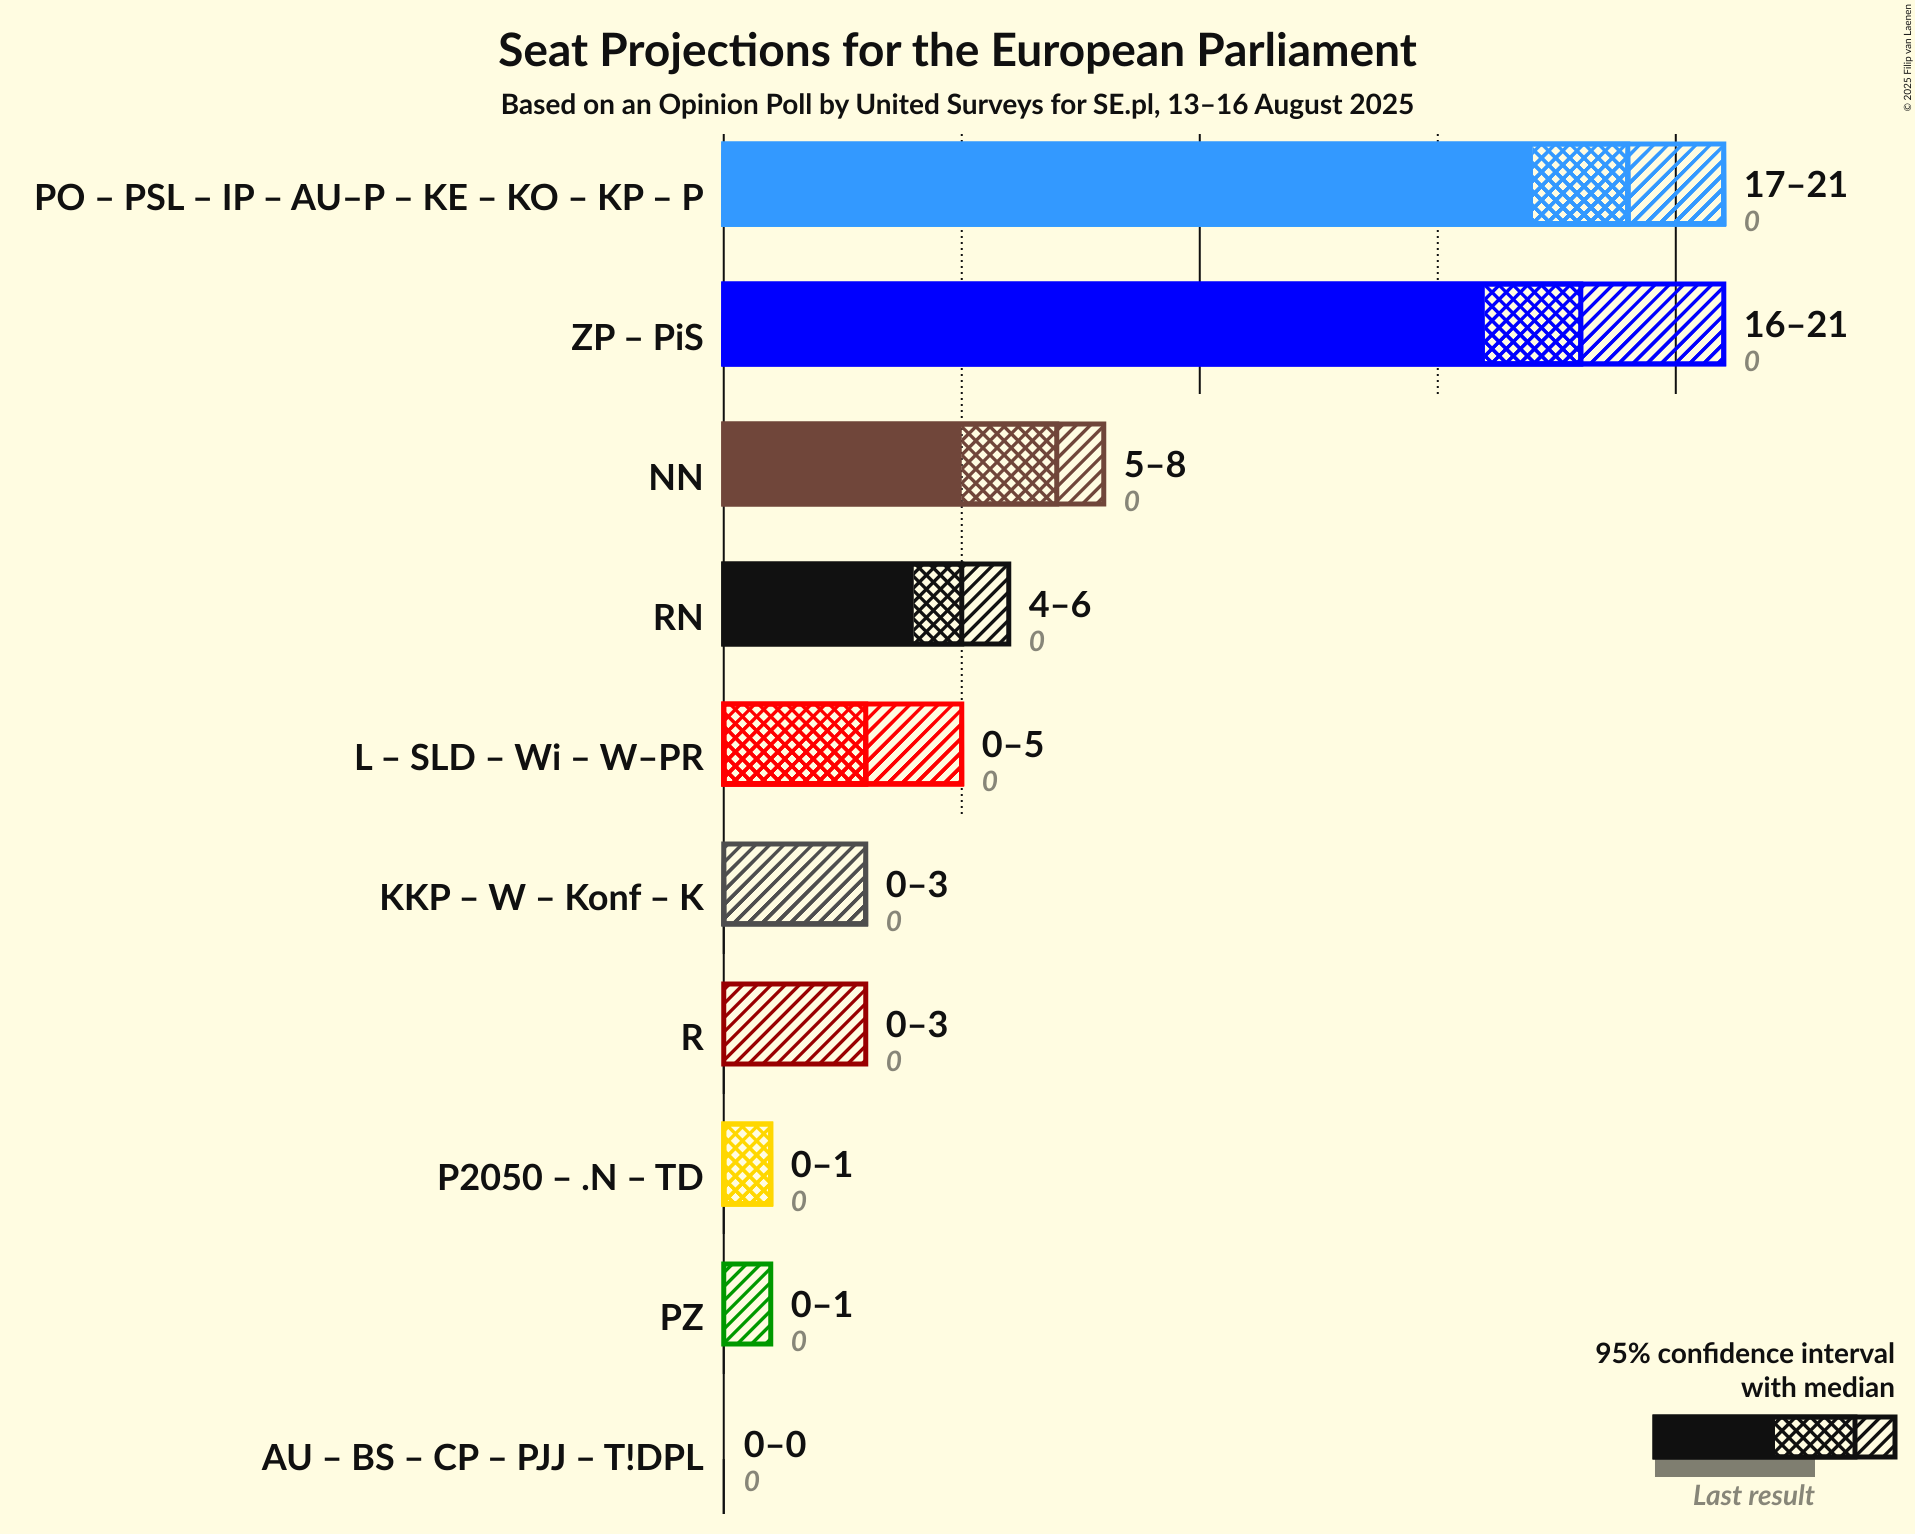 Seat Projections for the European Parliament
Based on an Opinion Poll by United Surveys for SE.pl, 13–16 August 2025
© 2025 Filip van Laenen
PO – PSL – IP – AU–P – KE – KO – KP – P
17–21
0
ZP – PiS
16–21
0
NN
5–8
0
RN
4–6
0
L – SLD – Wi – W–PR
0–5
0
KKP – W – Konf – K
0–3
0
R
0–3
0
P2050 – .N – TD
0–1
0
PZ
0–1
0
AU – BS – CP – PJJ – T!DPL
0–0
0
95% confidence interval
with median
Last result